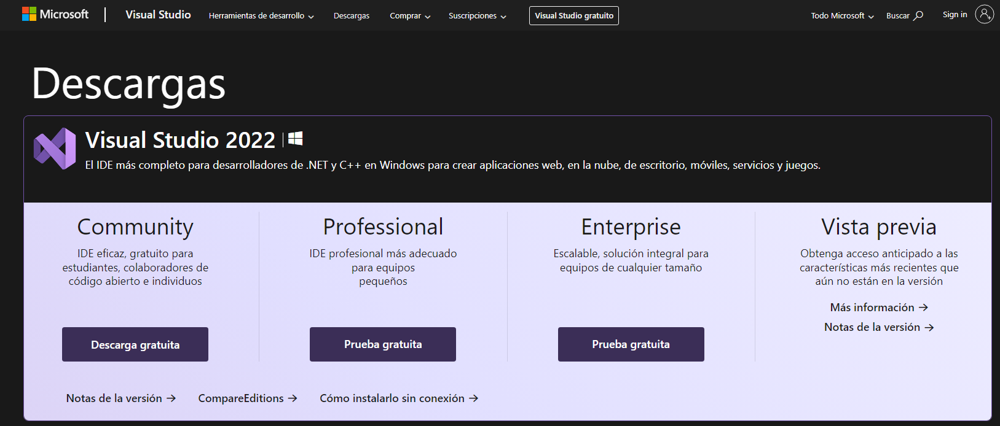 Microsoft
Visual Studio
Herramientas de desarrollo
Descargas
Comprar
Suscripciones
Visual Studio gratuito
Todo Microsoft
Buscar
Sign in
Descargas
Visual Studio 2022
El IDE más completo para desarrolladores de .NET y C++ en Windows para crear aplicaciones web, en la nube, de escritorio, móviles, servicios y juegos.
Community
IDE eficaz, gratuito para
estudiantes, colaboradores de
código abierto e individuos
Descarga gratuita
Professional
IDE profesional más adecuado
para equipos
pequeños
Prueba gratuita
Enterprise
Escalable, solución integral para
equipos de cualquier tamaño
Prueba gratuita
Vista previa
Obtenga acceso anticipado a las
características más recientes que
aún no están en la versión
Más información →
Notas de la versión →
Notas de la versión →
CompareEditions →
Cómo instalarlo sin conexión →